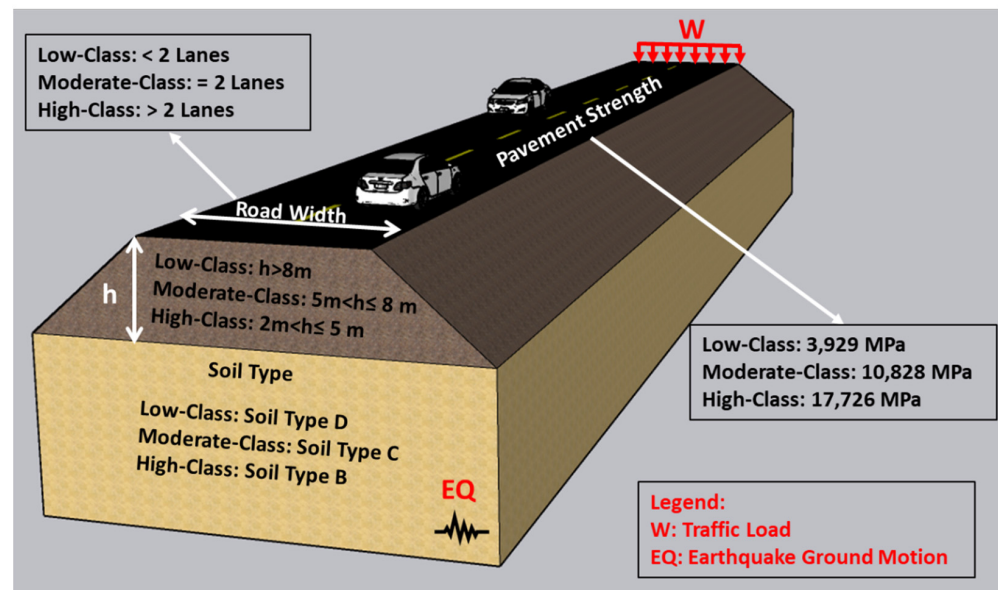 W
Low-Class: < 2 Lanes
Moderate-Class: = 2 Lanes
High-Class: > 2 Lanes
Pavement Strength
Road Width
h
Low-Class: h>8m
Moderate-Class: 5m<h≤ 8 m
High-Class: 2m<h≤ 5 m
Low-Class: 3,929 MPa
Moderate-Class: 10,828 MPa
High-Class: 17,726 MPa
Soil Type
Low-Class: Soil Type D
Moderate-Class: Soil Type C
High-Class: Soil Type B
EQ
Legend:
W: Traffic Load
EQ: Earthquake Ground Motion